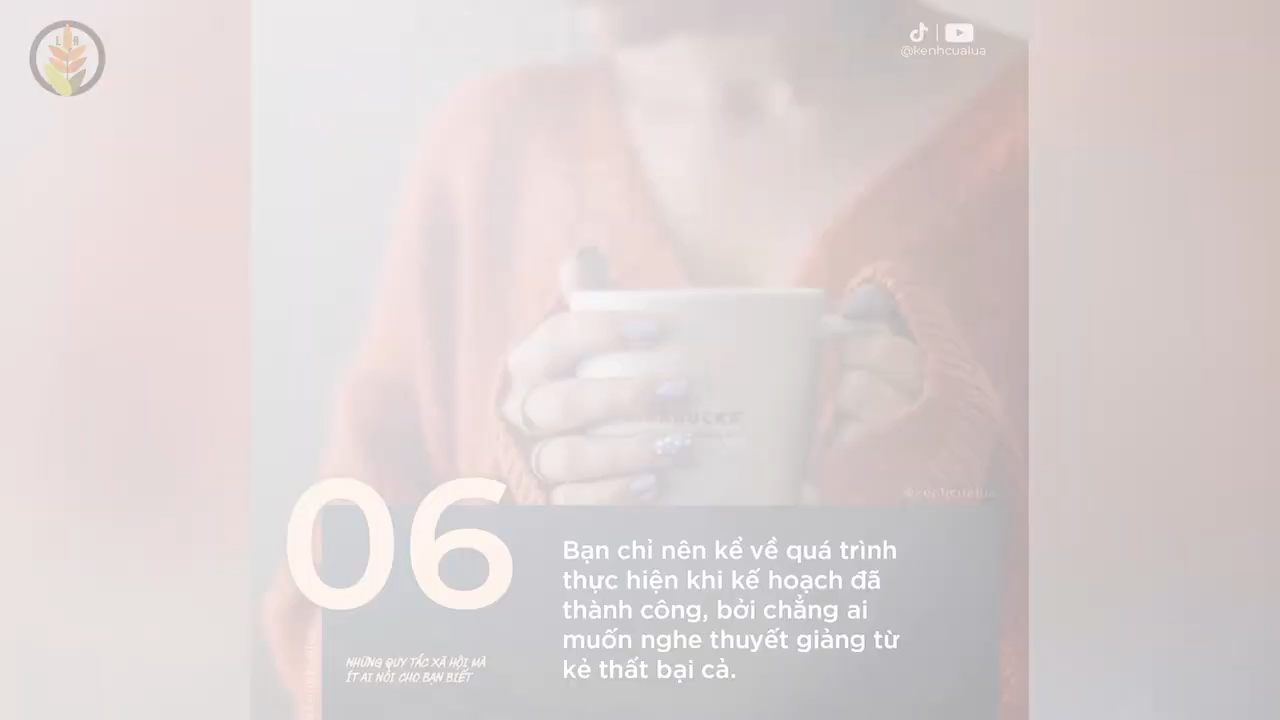 L A
@kenhcualua
06
Bạn chỉ nên kể về quá trình
thực hiện khi kế hoạch đã
thành công, bởi chẳng ai
muốn nghe thuyết giảng từ
kẻ thất bại cả.
NHỮNG QUY TẮC XÃ HỘI MÀ
ÍT AI NÓI CHO BẠN BIẾT
@kenhcualua